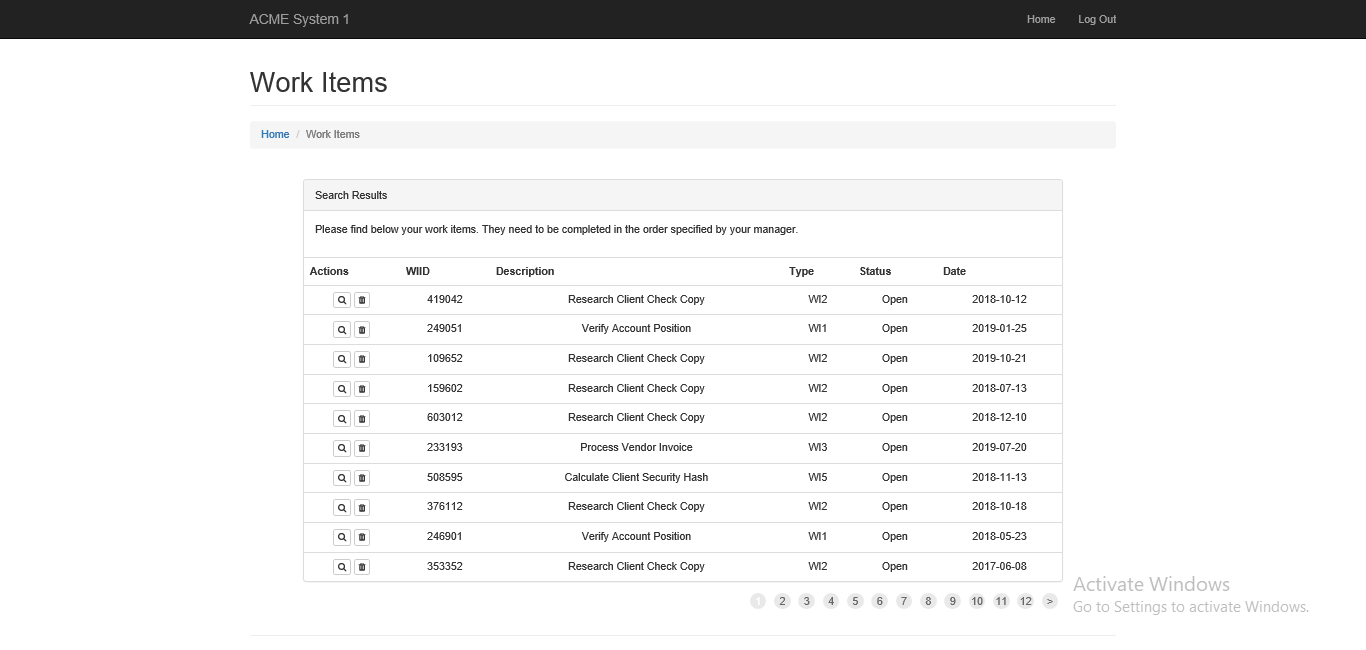 ACME System 1 Home Log Out
Work Items
Home / Work Items
Search Results
Please find below your work items. They need to be completed in the order specified by your manager.
Actions WIID Description Type Status Date
419042 Research Client Check Copy WI2 Open 2018-10-12
249051 Verify Account Position WI1 Open 2019-01-25
109652 Research Client Check Copy WI2 Open 2019-10-21
159602 Research Client Check Copy WI2 Open 2018-07-13
603012 Research Client Check Copy WI2 Open 2018-12-10
233193 Process Vendor Invoice WI3 Open 2019-07-20
508595 Calculate Client Security Hash WI5 Open 2018-11-13
376112 Research Client Check Copy WI2 Open 2018-10-18
246901 Verify Account Position WI1 Open 2018-05-23
353352 Research Client Check Copy WI2 Open 2017-06-08
1 2 3 4 5 6 7 8 9 10 11 12 >
Activate Windows
Go to Settings to activate Windows.